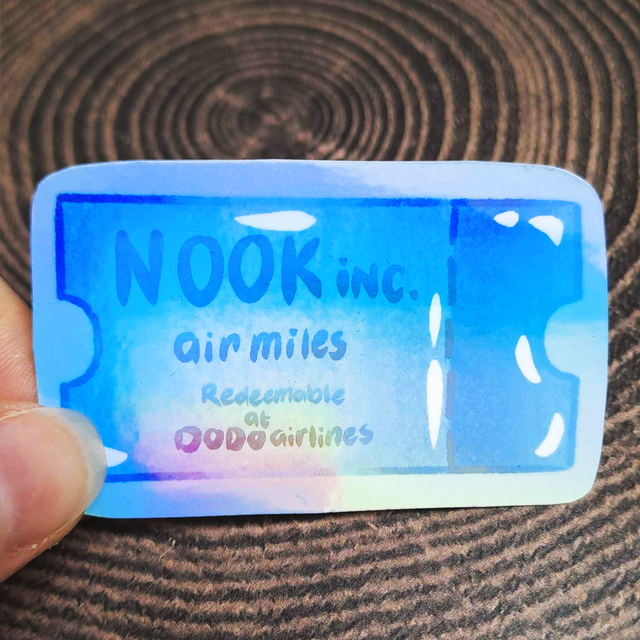 NOOK iNC.
air miles
Redeemable
at
DODO airlines